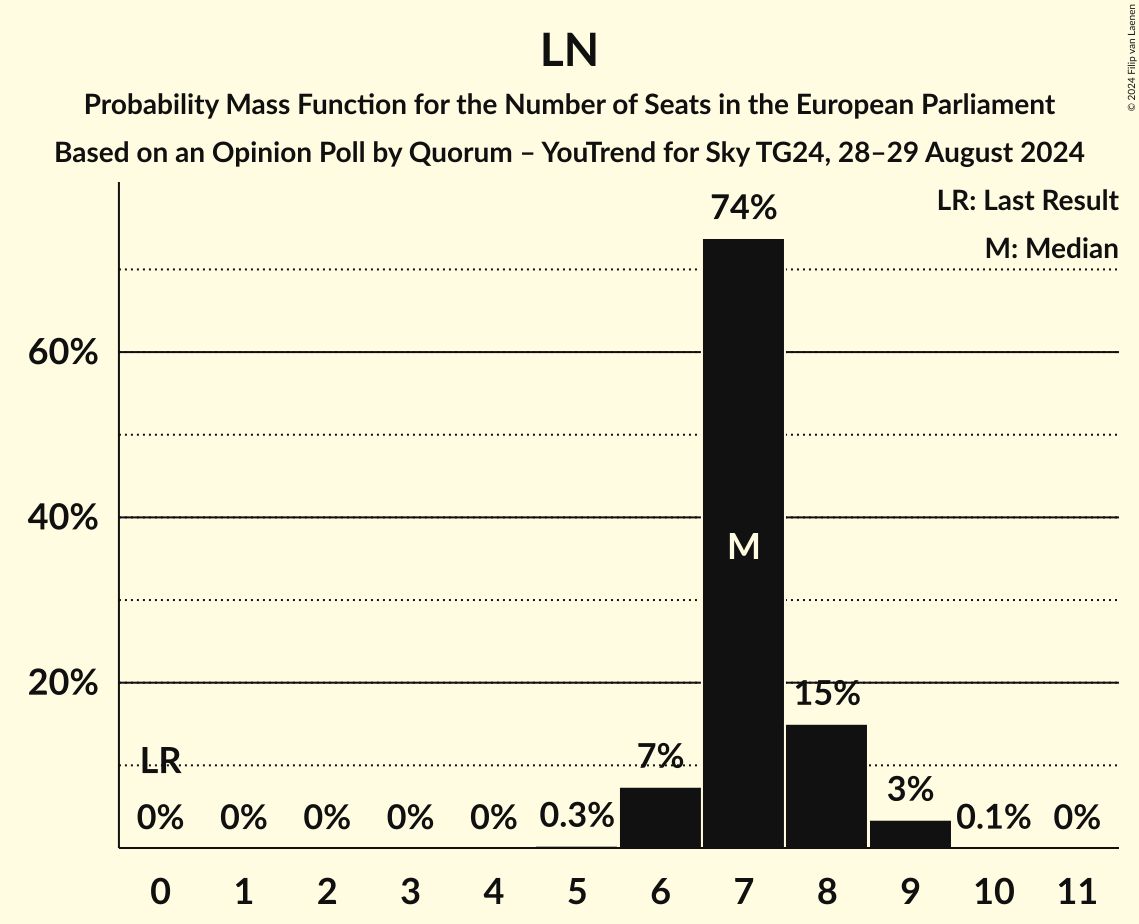 LN
Probability Mass Function for the Number of Seats in the European Parliament
Based on an Opinion Poll by Quorum – YouTrend for Sky TG24, 28–29 August 2024
© 2024 Filip van Laenen
LR: Last Result
M: Median
74%
60%
40%
M
20%
15%
LR
7%
3%
0% 0% 0% 0% 0% 0.3% 0.1% 0%
0 1 2 3 4 5 6 7 8 9 10 11